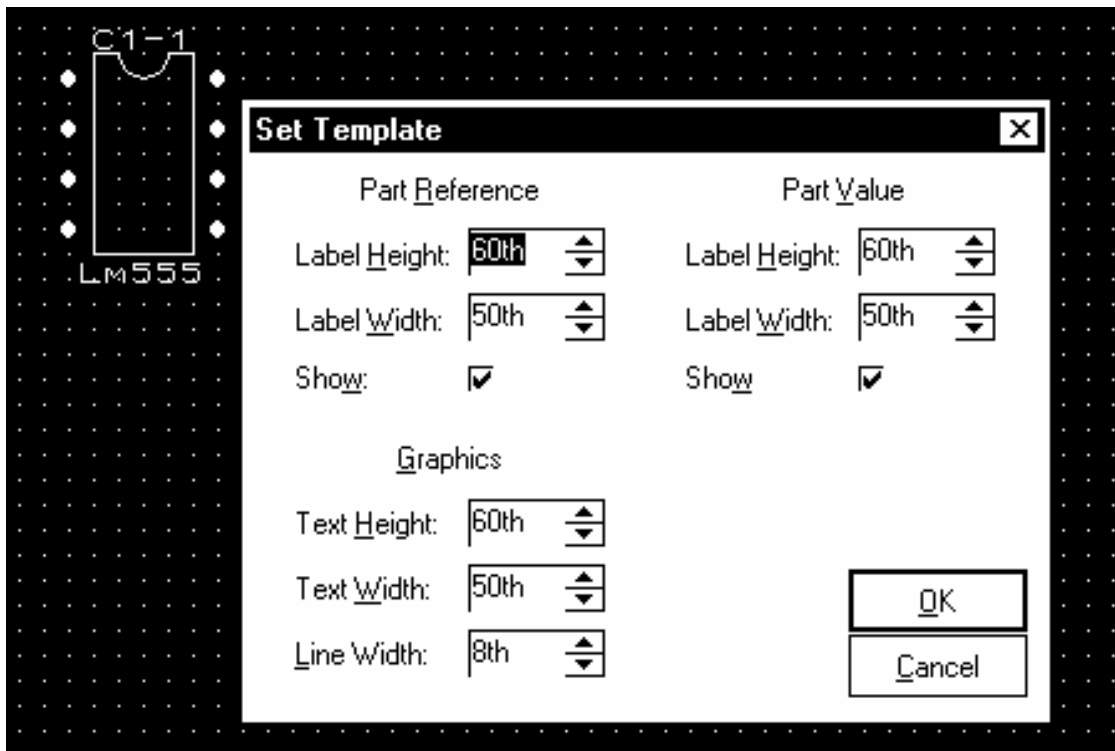 C1-1
Lm555
Set Template
Part Reference Part Value
Label Height: 60th Label Height: 60th
Label Width: 50th Label Width: 50th
Show: Show
Graphics
Text Height: 60th
Text Width: 50th
OK
Line Width: 8th
Cancel